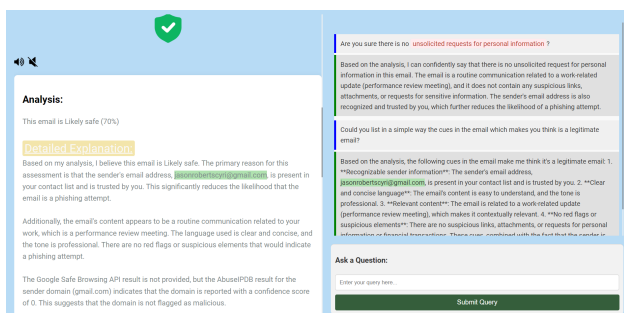 Analysis:
This email is Likely safe (70%)
Detailed Explanation:
Based on my analysis, I believe this email is Likely safe. The primary reason for this
assessment is that the sender's email address, jasonrobertscyri@gmail.com, is present in
your contact list and is trusted by you. This significantly reduces the likelihood that the
email is a phishing attempt.
Additionally, the email's content appears to be a routine communication related to your
work, which is a performance review meeting. The language used is clear and concise, and
the tone is professional. There are no red flags or suspicious elements that would indicate
a phishing attempt.
The Google Safe Browsing API result is not provided, but the AbuseIPDB result for the
sender domain (gmail.com) indicates that the domain is reported with a confidence score
of 0. This suggests that the domain is not flagged as malicious.
Are you sure there is no unsolicited requests for personal information ?
Based on the analysis, I can confidently say that there is no unsolicited request for personal
information in this email. The email is a routine communication related to a work-related
update (performance review meeting), and it does not contain any suspicious links,
attachments, or requests for sensitive information. The sender's email address is also
recognized and trusted by you, which further reduces the likelihood of a phishing attempt.
Could you list in a simple way the cues in the email which makes you think is a legitimate
email?
Based on the analysis, the following cues in the email make me think it's a legitimate email: 1.
**Recognizable sender information**: The sender's email address,
jasonrobertscyri@gmail.com, is present in your contact list and is trusted by you. 2. **Clear
and concise language**: The email's content is easy to understand, and the tone is
professional. 3. **Relevant content**: The email is related to a work-related update
(performance review meeting), which makes it contextually relevant. 4. **No red flags or
suspicious elements**: There are no suspicious links, attachments, or requests for personal
information or financial transactions. These cues, combined with the fact that the sender is
Ask a Question:
Enter your query here...
Submit Query